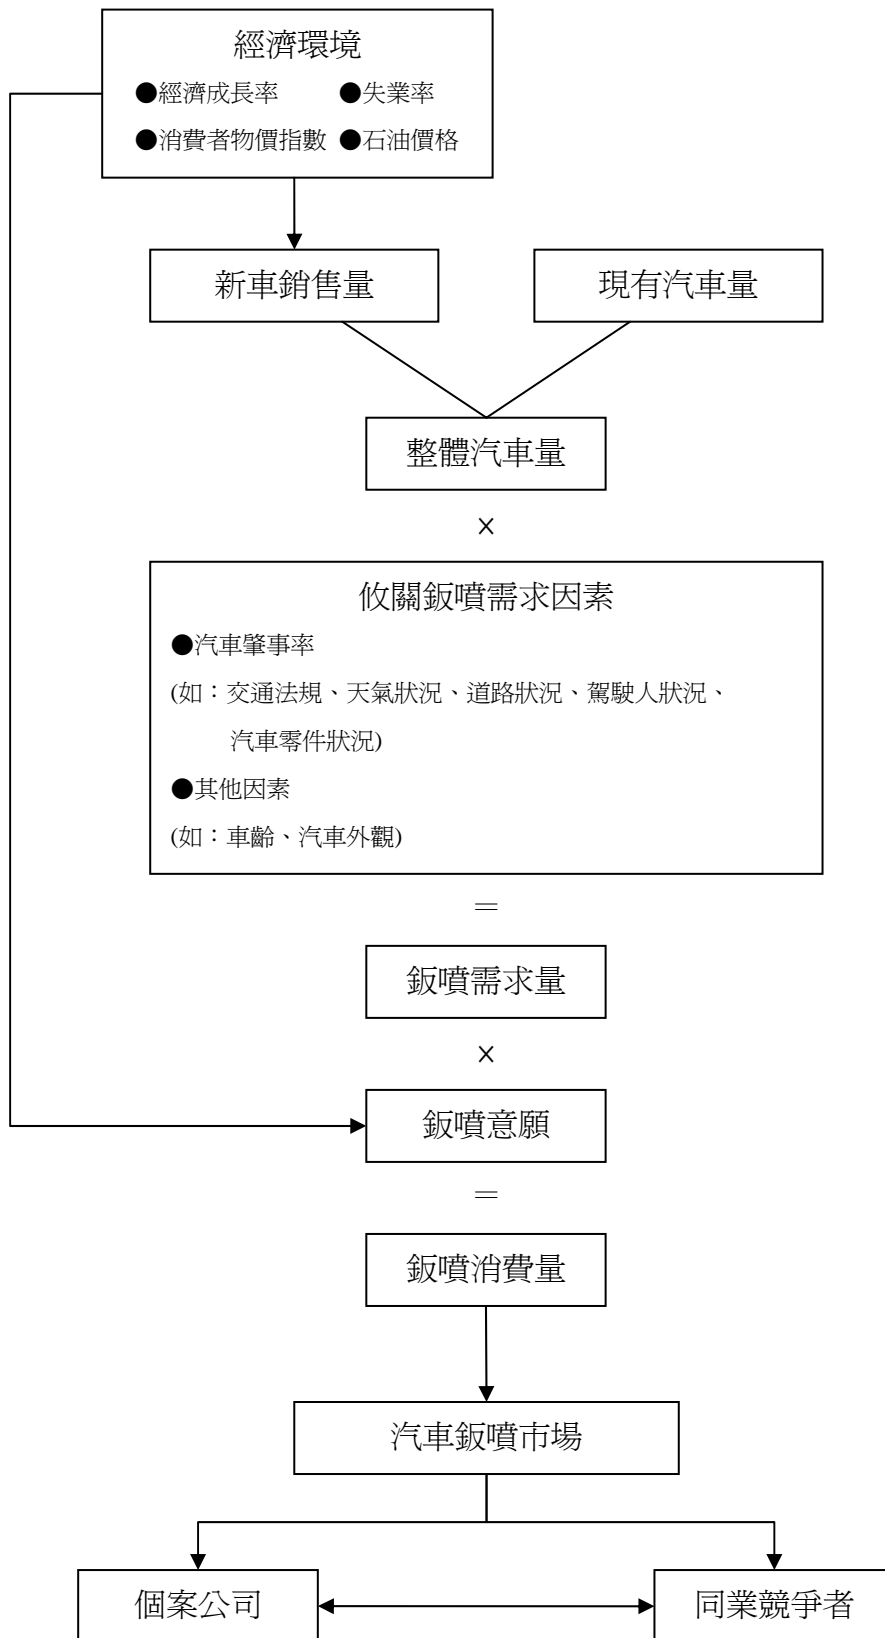 經濟環境
●經濟成長率 ●失業率
●消費者物價指數 ●石油價格
新車銷售量 現有汽車量
整體汽車量
×
攸關鈑噴需求因素
●汽車肇事率
(如：交通法規、天氣狀況、道路狀況、駕駛人狀況、
汽車零件狀況)
●其他因素
(如：車齡、汽車外觀)
＝
鈑噴需求量
×
鈑噴意願
＝
鈑噴消費量
汽車鈑噴市場
個案公司 同業競爭者